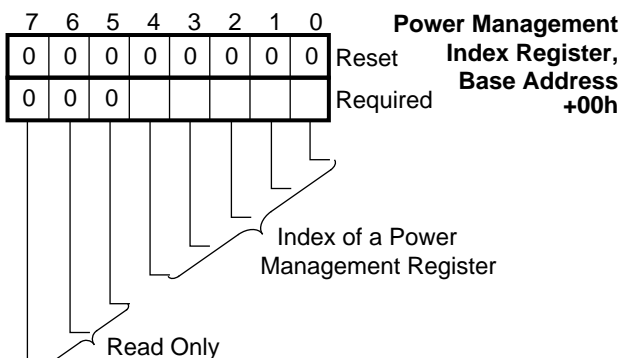 7 6 5 4 3 2 1 0
Power Management
Index Register,
Base Address
+00h
0 0 0 0 0 0 0 0 Reset
0 0 0 Required
Index of a Power
Management Register
Read Only